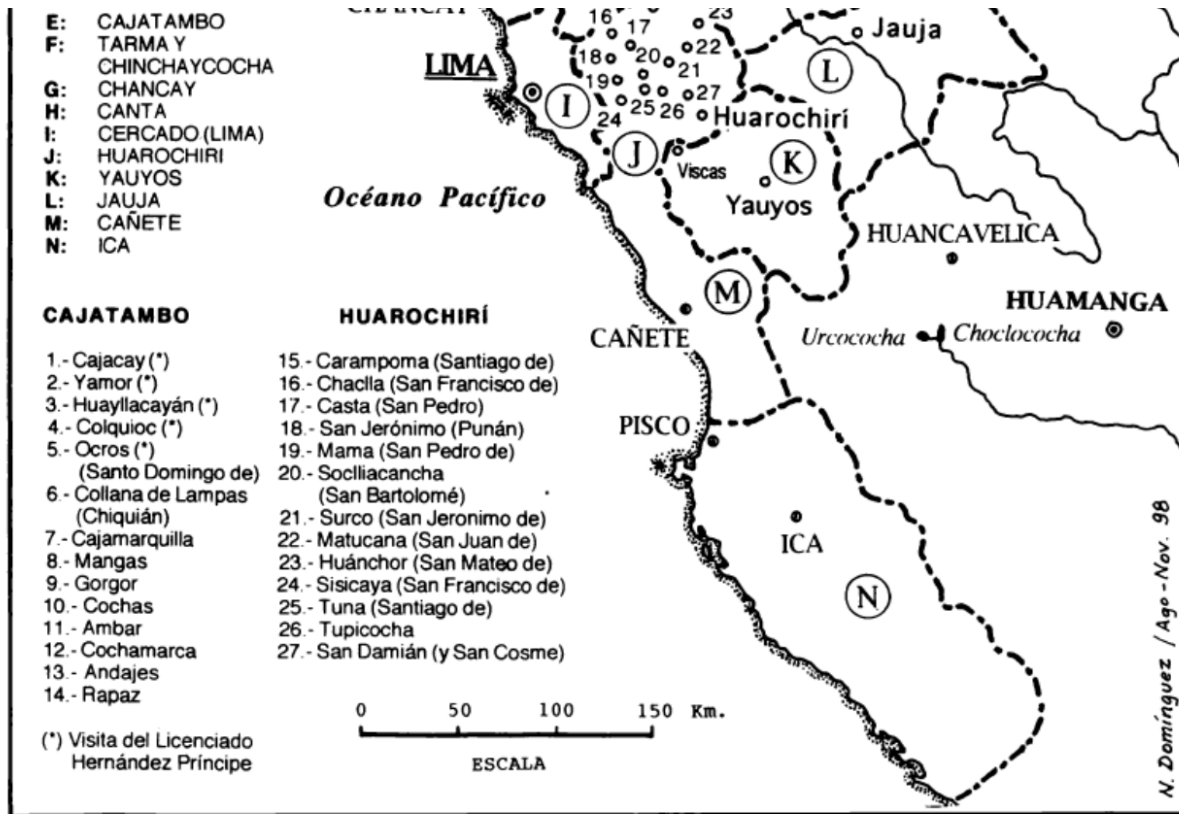 E: CAJATAMBO
F: TARMA Y
CHINCHAYCOCHA
G: CHANCAY
H: CANTA
I: CERCADO (LIMA)
J: HUAROCHIRI
K: YAUYOS
L: JAUJA
M: CAÑETE
N: ICA
CAJATAMBO
1.- Cajacay (*)
2.- Yamor (*)
3.- Huayllacayán (*)
4.- Colquioc (*)
5.- Ocros (*)
(Santo Domingo de)
6.- Collana de Lampas
(Chiquián)
7.- Cajamarquilla
8.- Mangas
9.- Gorgor
10.- Cochas
11.- Ambar
12.- Cochamarca
13.- Andajes
14.- Rapaz
(*) Visita del Licenciado
Hernández Príncipe
HUAROCHIRÍ
15.- Carampoma (Santiago de)
16.- Chaclla (San Francisco de)
17.- Casta (San Pedro)
18.- San Jerónimo (Punán)
19.- Mama (San Pedro de)
20.- Soclliacancha
(San Bartolomé)
21.- Surco (San Jeronimo de)
22.- Matucana (San Juan de)
23.- Huánchor (San Mateo de)
24.- Sisicaya (San Francisco de)
25.- Tuna (Santiago de)
26.- Tupicocha
27.- San Damián (y San Cosme)
0 50 100 150 Km.
ESCALA
CHANCAY
16
23
17
Jauja
18
20
22
LIMA
21
L
19
27
I
25
26
24
Huarochirí
J
Viscas
K
Océano Pacífico
Yauyos
HUANCAVELICA
M
HUAMANGA
CAÑETE
Urcococha
Choclococha
PISCO
ICA
N
N. Domínguez / Ago - Nov. 98